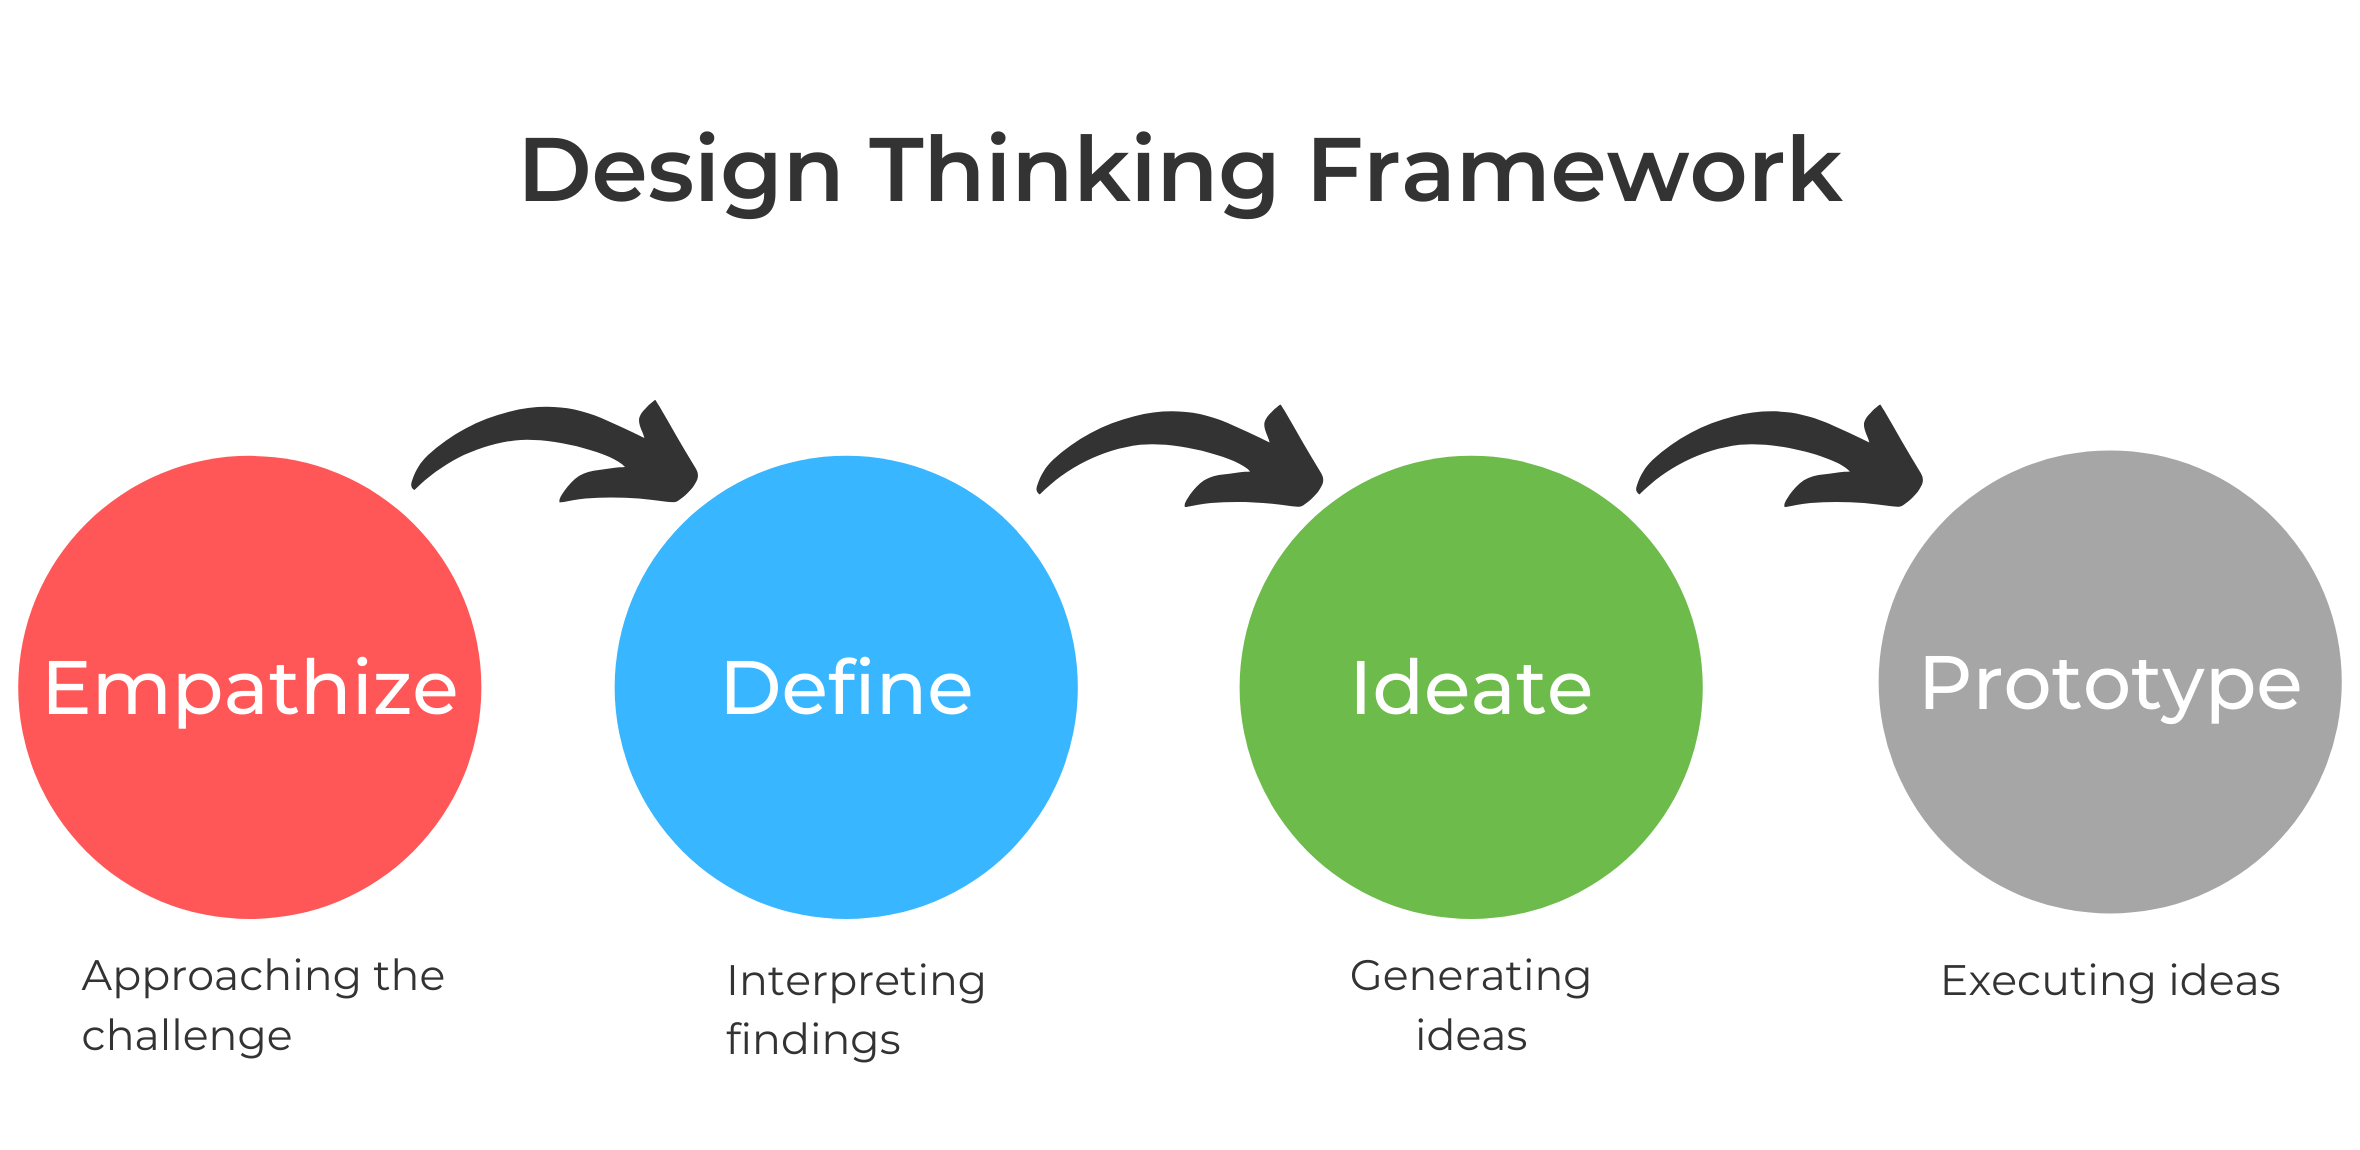 Design Thinking Framework
Empathize
Define
Ideate
Prototype
Approaching the
challenge
Interpreting
findings
Generating
ideas
Executing ideas